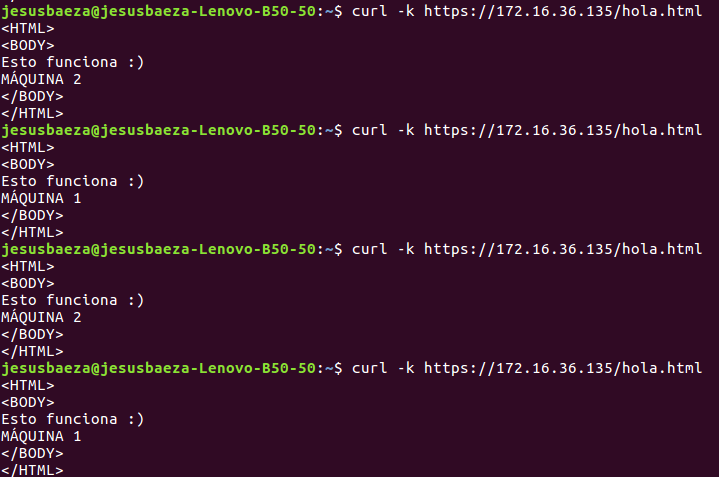 jesusbaeza@jesusbaeza-Lenovo-B50-50:~$ curl -k https://172.16.36.135/hola.html
<HTML>
<BODY>
Esto funciona :)
MÁQUINA 2
</BODY>
</HTML>
jesusbaeza@jesusbaeza-Lenovo-B50-50:~$ curl -k https://172.16.36.135/hola.html
<HTML>
<BODY>
Esto funciona :)
MÁQUINA 1
</BODY>
</HTML>
jesusbaeza@jesusbaeza-Lenovo-B50-50:~$ curl -k https://172.16.36.135/hola.html
<HTML>
<BODY>
Esto funciona :)
MÁQUINA 2
</BODY>
</HTML>
jesusbaeza@jesusbaeza-Lenovo-B50-50:~$ curl -k https://172.16.36.135/hola.html
<HTML>
<BODY>
Esto funciona :)
MÁQUINA 1
</BODY>
</HTML>